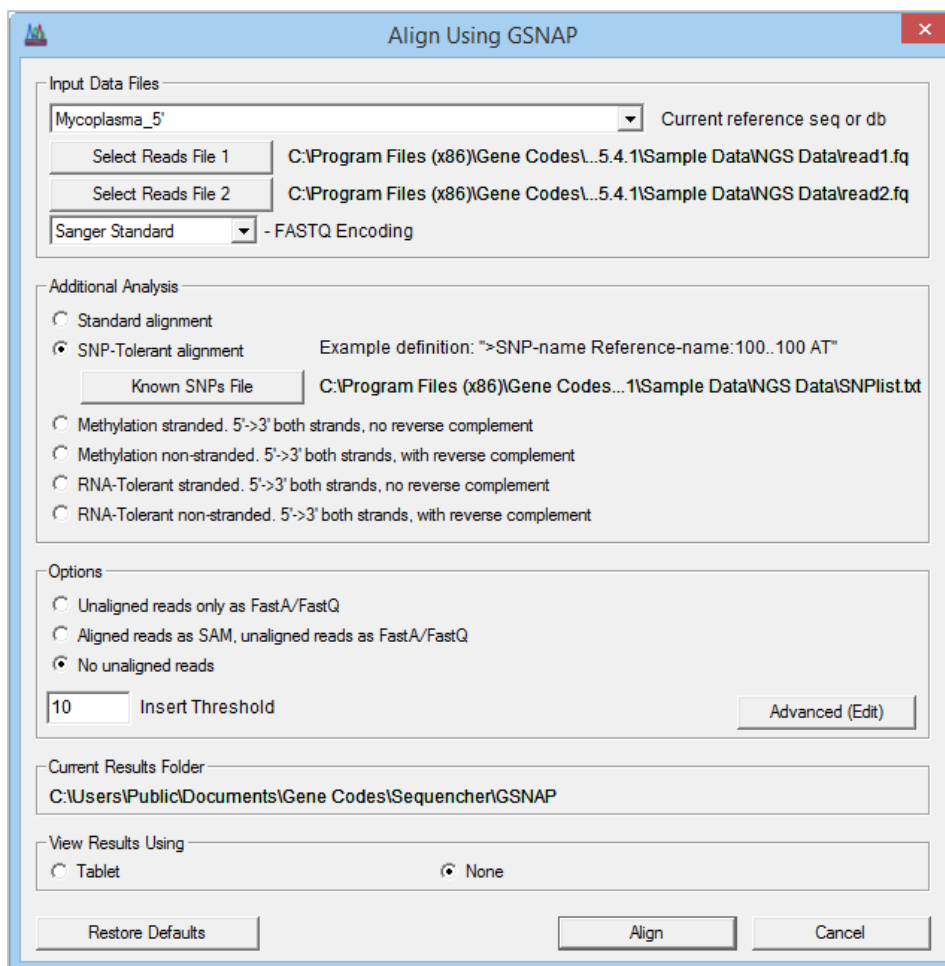 Align Using GSNAP
Input Data Files
Mycoplasma_5' Current reference seq or db
Select Reads File 1 C:\Program Files (x86)\Gene Codes\...5.4.1\Sample Data\NGS Data\read1.fq
Select Reads File 2 C:\Program Files (x86)\Gene Codes\...5.4.1\Sample Data\NGS Data\read2.fq
Sanger Standard - FASTQ Encoding
Additional Analysis
Standard alignment
SNP-Tolerant alignment Example definition: ">SNP-name Reference-name:100..100 AT"
Known SNPs File C:\Program Files (x86)\Gene Codes...1\Sample Data\NGS Data\SNPlist.txt
Methylation stranded. 5'->3' both strands, no reverse complement
Methylation non-stranded. 5'->3' both strands, with reverse complement
RNA-Tolerant stranded. 5'->3' both strands, no reverse complement
RNA-Tolerant non-stranded. 5'->3' both strands, with reverse complement
Options
Unaligned reads only as FastA/FastQ
Aligned reads as SAM, unaligned reads as FastA/FastQ
No unaligned reads
10 Insert Threshold Advanced (Edit)
Current Results Folder
C:\Users\Public\Documents\Gene Codes\Sequencher\GSNAP
View Results Using
Tablet None
Restore Defaults Align Cancel